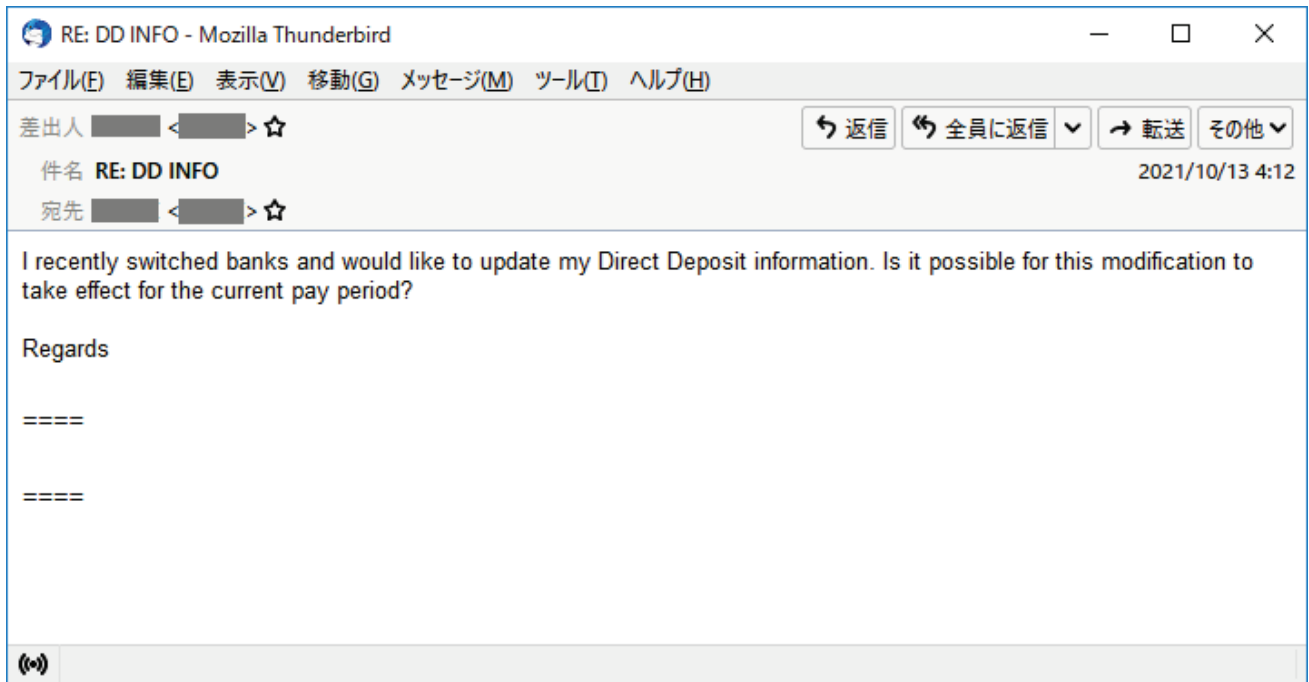 RE: DD INFO - Mozilla Thunderbird
ファイル(F) 編集(E) 表示(V) 移動(G) メッセージ(M) ツール(T) ヘルプ(H)
差出人 < > 返信 全員に返信 転送 その他
件名 RE: DD INFO 2021/10/13 4:12
宛先 < >
I recently switched banks and would like to update my Direct Deposit information. Is it possible for this modification to
take effect for the current pay period?
Regards
====
====